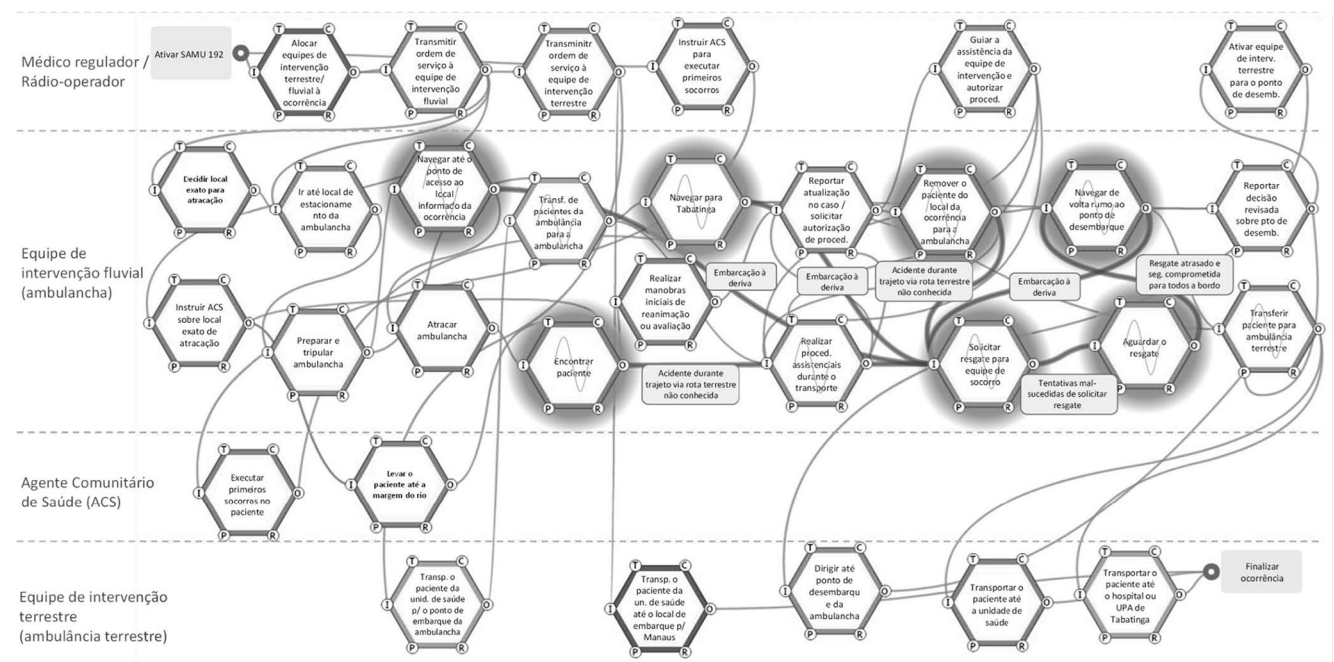 Médico regulador /
Rádio-operador
Ativar SAMU 192
Alocar
equipes de
intervenção
terrestre/
fluvial à
ocorrência
Transmitir
ordem de
serviço à
equipe de
intervenção
fluvial
Transminitr
ordem de
serviço à
equipe de
intervenção
terrestre
Instruir ACS
para
executar
primeiros
socorros
Guiar a
assistência da
equipe de
intervenção e
autorizar
proced.
Ativar equipe
de interv.
terrestre
para o ponto
de desemb.
Equipe de
intervenção fluvial
(ambulancha)
Decidir local
exato para
atracação
Ir até local de
estacioname
nto da
ambulancha
Navegar até o
ponto de
acesso ao
local
informado da
ocorrência
Transf. de
pacientes da
ambulância
para a
ambulancha
Navegar para
Tabatinga
Reportar
atualização
no caso /
solicitar
autorização
de proced.
Remover o
paciente do
local da
ocorrência
para a
ambulancha
Navegar de
volta rumo ao
ponto de
desembarque
Reportar
decisão
revisada
sobre pto de
desemb.
Instruir ACS
sobre local
exato de
atracação
Preparar e
tripular
ambulancha
Atracar
ambulancha
Encontrar
paciente
Realizar
manobras
iniciais de
reanimação
ou avaliação
Embarcação à
deriva
Embarcação à
deriva
Acidente durante
trajeto via rota terrestre
não conhecida
Embarcação à
deriva
Resgate atrasado e
seg. comprometida
para todos a bordo
Realizar
proced.
assistenciais
durante o
transporte
Solicitar
resgate para
equipe de
socorro
Aguardar o
resgate
Transferir
paciente para
ambulância
terrestre
Acidente durante
trajeto via rota terrestre
não conhecida
Tentativas mal-
sucedidas de solicitar
resgate
Agente Comunitário
de Saúde (ACS)
Executar
primeiros
socorros no
paciente
Levar o
paciente até a
margem do rio
Equipe de intervenção
terrestre
(ambulância terrestre)
Transp. o
paciente da
unid. de saúde
p/ o ponto de
embarque da
ambulancha
Transp. o
paciente da
un. de saúde
até o local de
embarque p/
Manaus
Dirigir até
ponto de
desembarqu
e da
ambulancha
Transportar o
paciente até
a unidade de
saúde
Transportar o
paciente até
o hospital ou
UPA de
Tabatinga
Finalizar
ocorrência